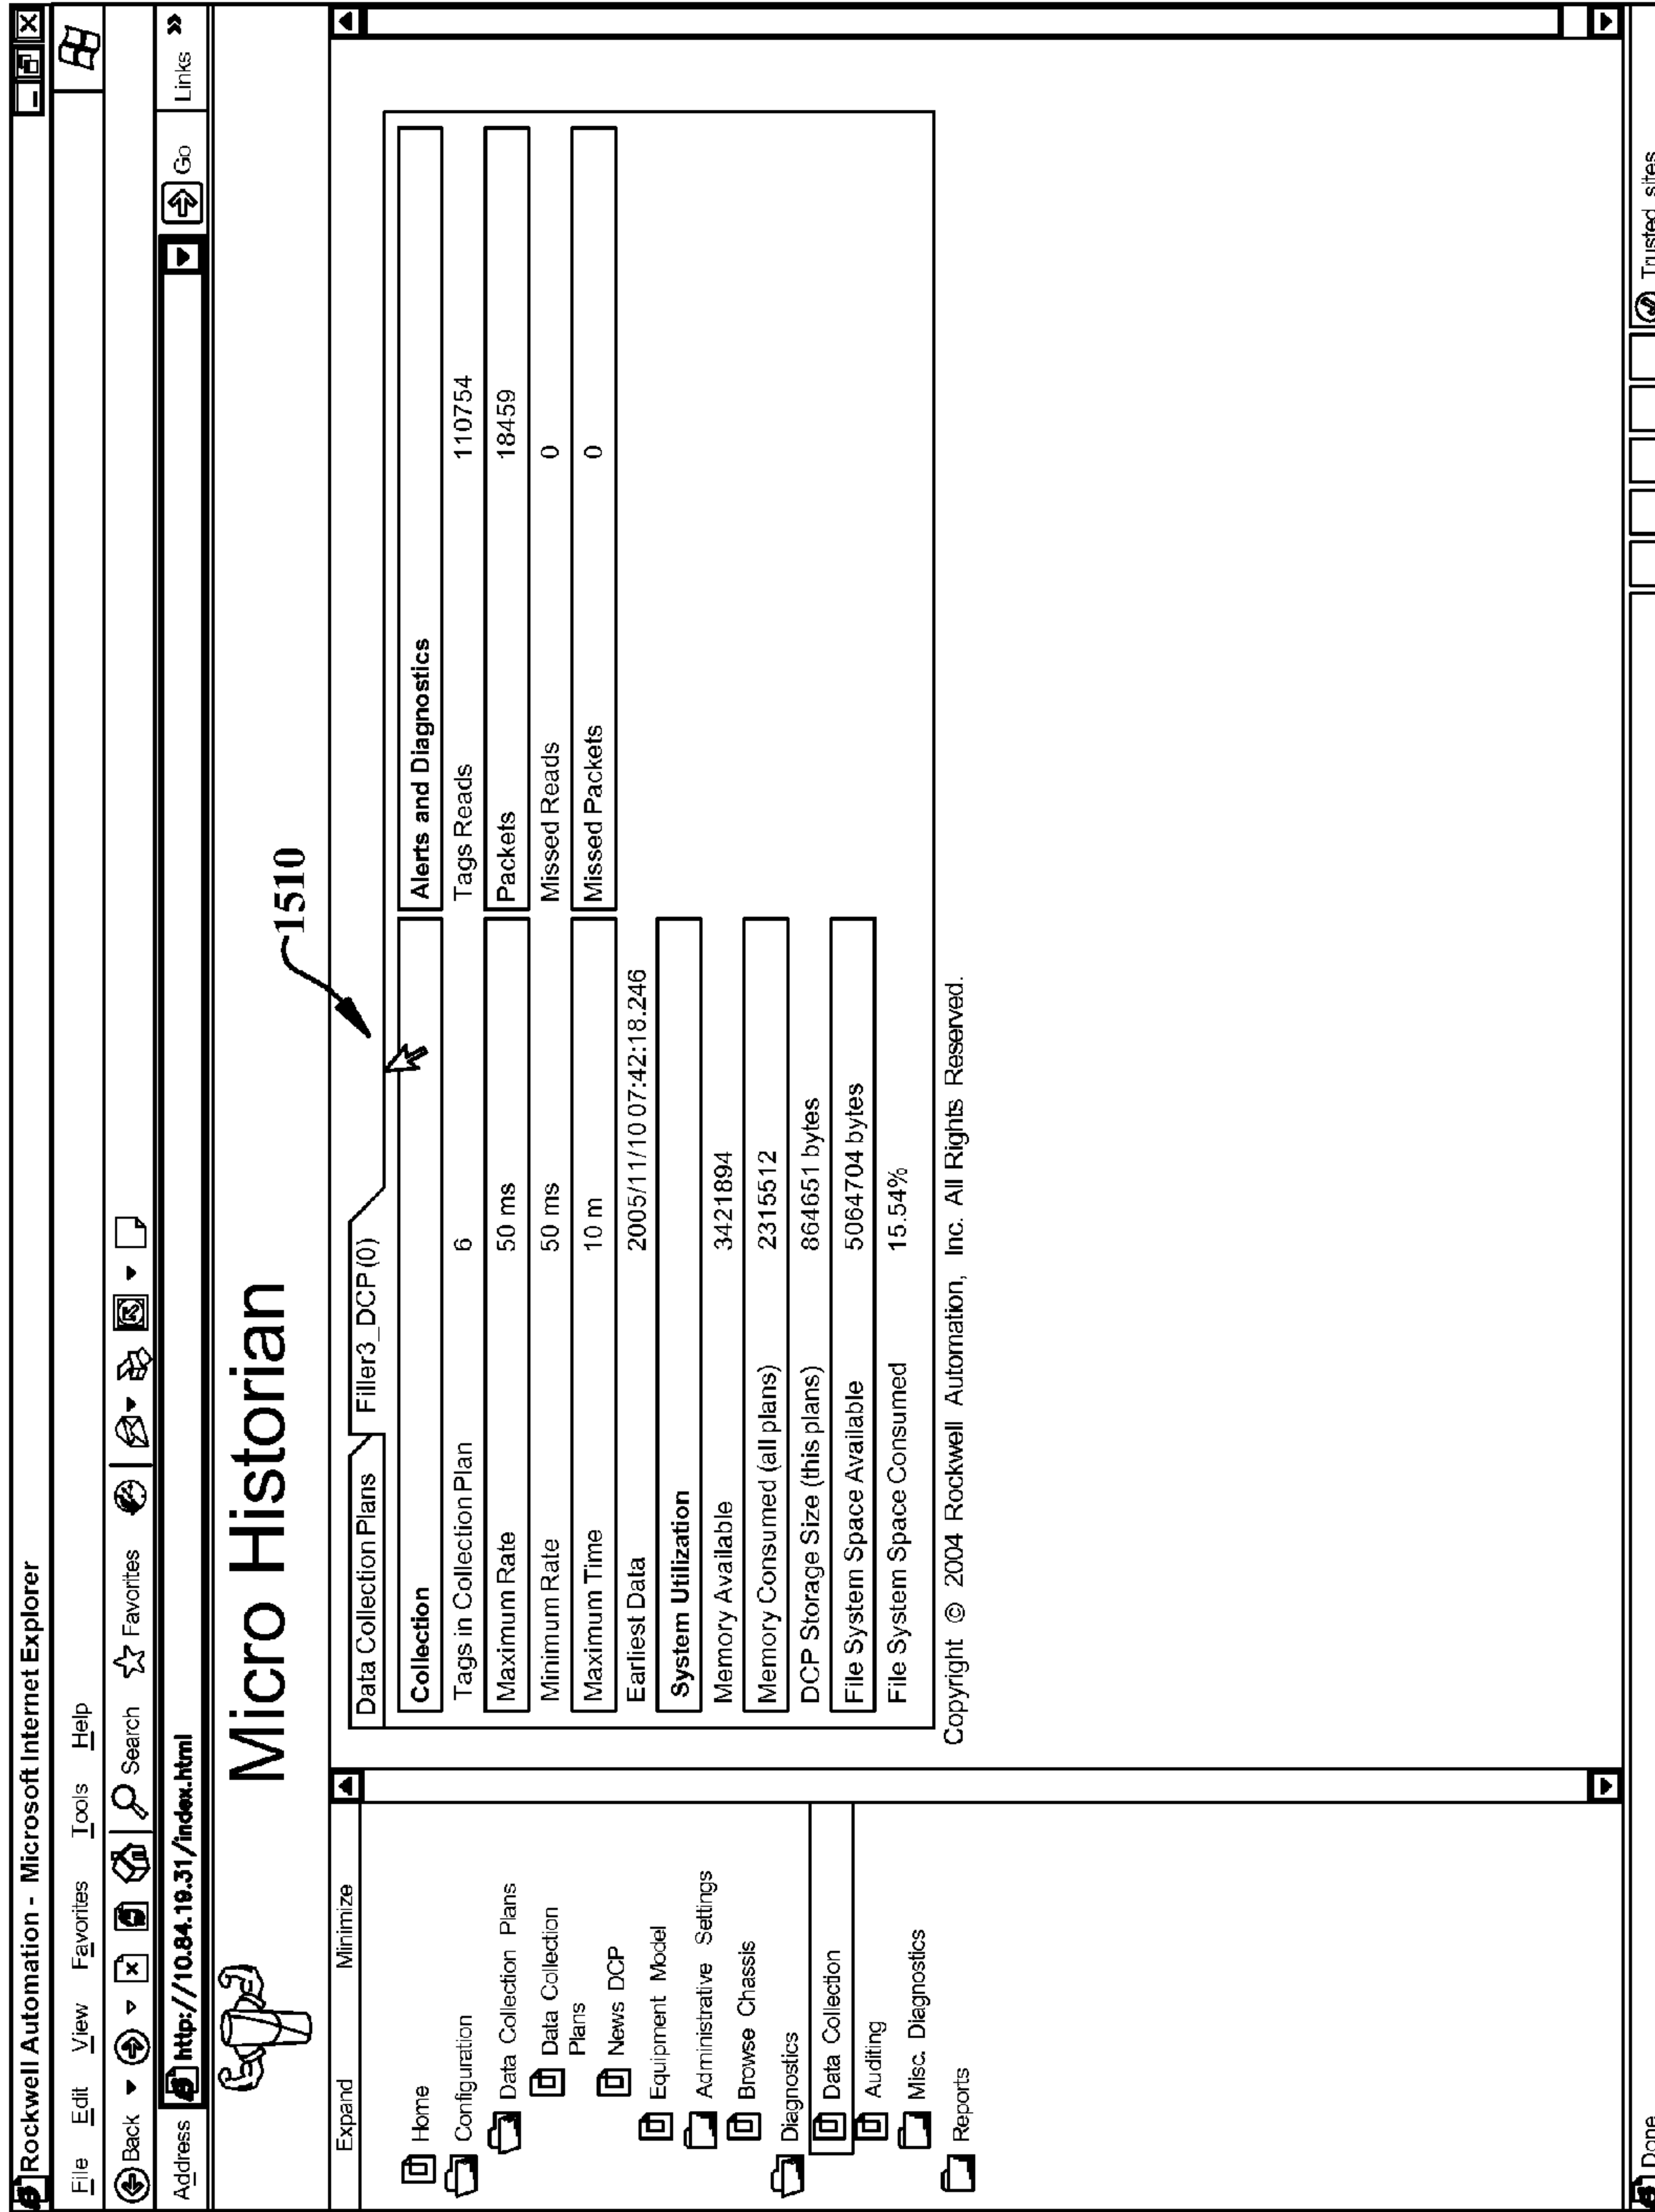 Rockwell Automation - Microsoft Internet Explorer
File Edit View Favorites Tools Help
Back Search Favorites
Address http://10.84.19.31/index.html Go Links »
Micro Historian
1510
Expand Minimize
Home
Configuration
Data Collection Plans
Data Collection
Plans
News DCP
Equipment Model
Administrative Settings
Browse Chassis
Diagnostics
Data Collection
Auditing
Misc. Diagnostics
Reports
Data Collection Plans Filler3_DCP(0)
Collection Alerts and Diagnostics
Tags in Collection Plan 6 Tags Reads 110754
Maximum Rate 50 ms Packets 18459
Minimum Rate 50 ms Missed Reads 0
Maximum Time 10 m Missed Packets 0
Earliest Data 2005/11/10 07:42:18.246
System Utilization
Memory Available 3421894
Memory Consumed (all plans) 2315512
DCP Storage Size (this plans) 864651 bytes
File System Space Available 5064704 bytes
File System Space Consumed 15.54%
Copyright © 2004 Rockwell Automation, Inc. All Rights Reserved.
Done Trusted sites